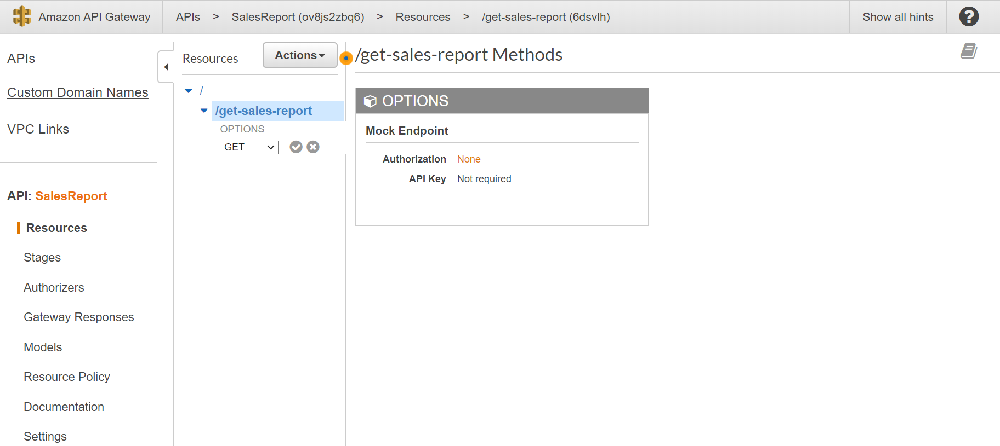 Amazon API Gateway
APIs > SalesReport (ov8js2zbq6) > Resources > /get-sales-report (6dsvlh)
Show all hints
?
APIs
Custom Domain Names
VPC Links
API: SalesReport
Resources
Stages
Authorizers
Gateway Responses
Models
Resource Policy
Documentation
Settings
Resources
Actions
/
/get-sales-report
OPTIONS
GET
/get-sales-report Methods
OPTIONS
Mock Endpoint
Authorization None
API Key Not required